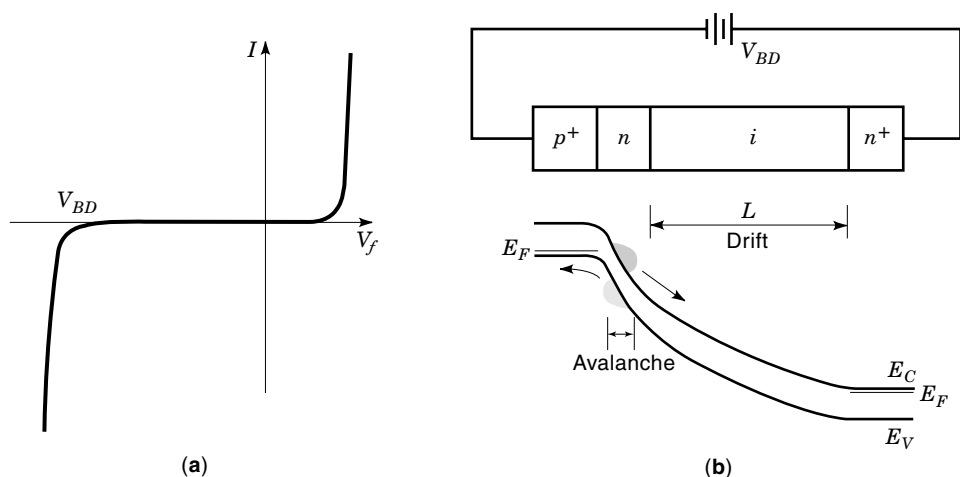 I
V_BD
V_f
(a)
V_BD
p+ n i n+
L
Drift
E_F
Avalanche
E_C
E_F
E_V
(b)